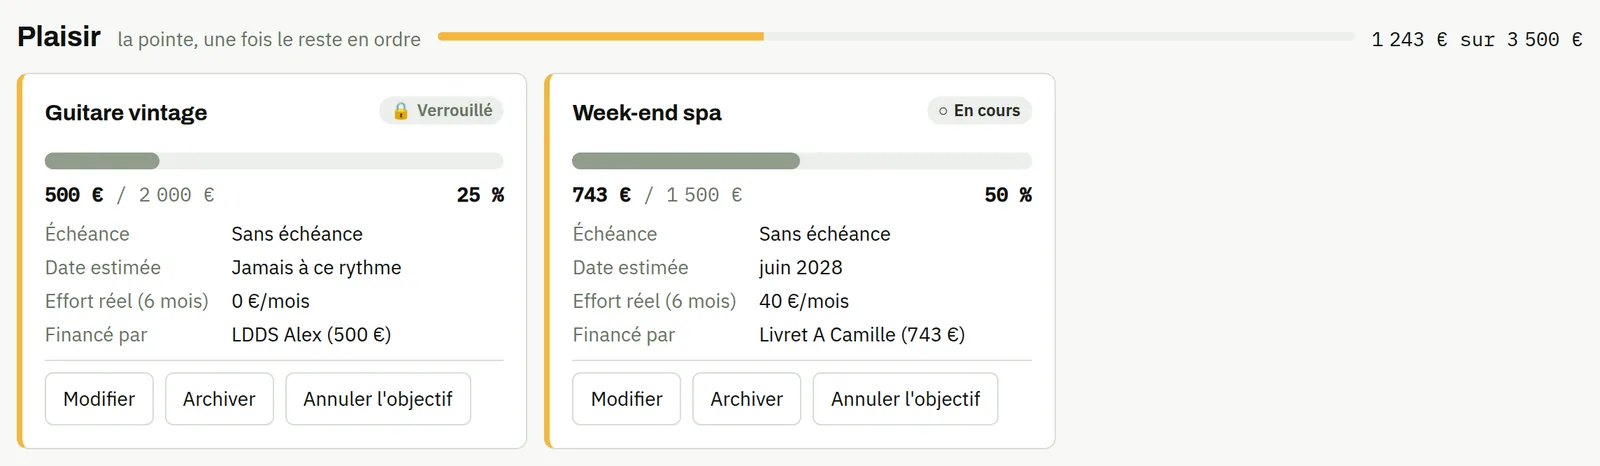 Plaisir la pointe, une fois le reste en ordre 1 243 € sur 3 500 €
Guitare vintage 🔒 Verrouillé
500 € / 2 000 € 25 %
Échéance Sans échéance
Date estimée Jamais à ce rythme
Effort réel (6 mois) 0 €/mois
Financé par LDDS Alex (500 €)
Modifier Archiver Annuler l'objectif
Week-end spa ○ En cours
743 € / 1 500 € 50 %
Échéance Sans échéance
Date estimée juin 2028
Effort réel (6 mois) 40 €/mois
Financé par Livret A Camille (743 €)
Modifier Archiver Annuler l'objectif